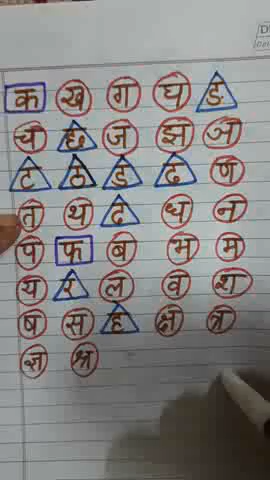 क ख ग घ ङ
च छ ज झ ञ
ट ठ ड ढ ण
त थ द ध न
प फ ब भ म
य र ल व श
ष स ह क्ष त्र
ज्ञ श्र